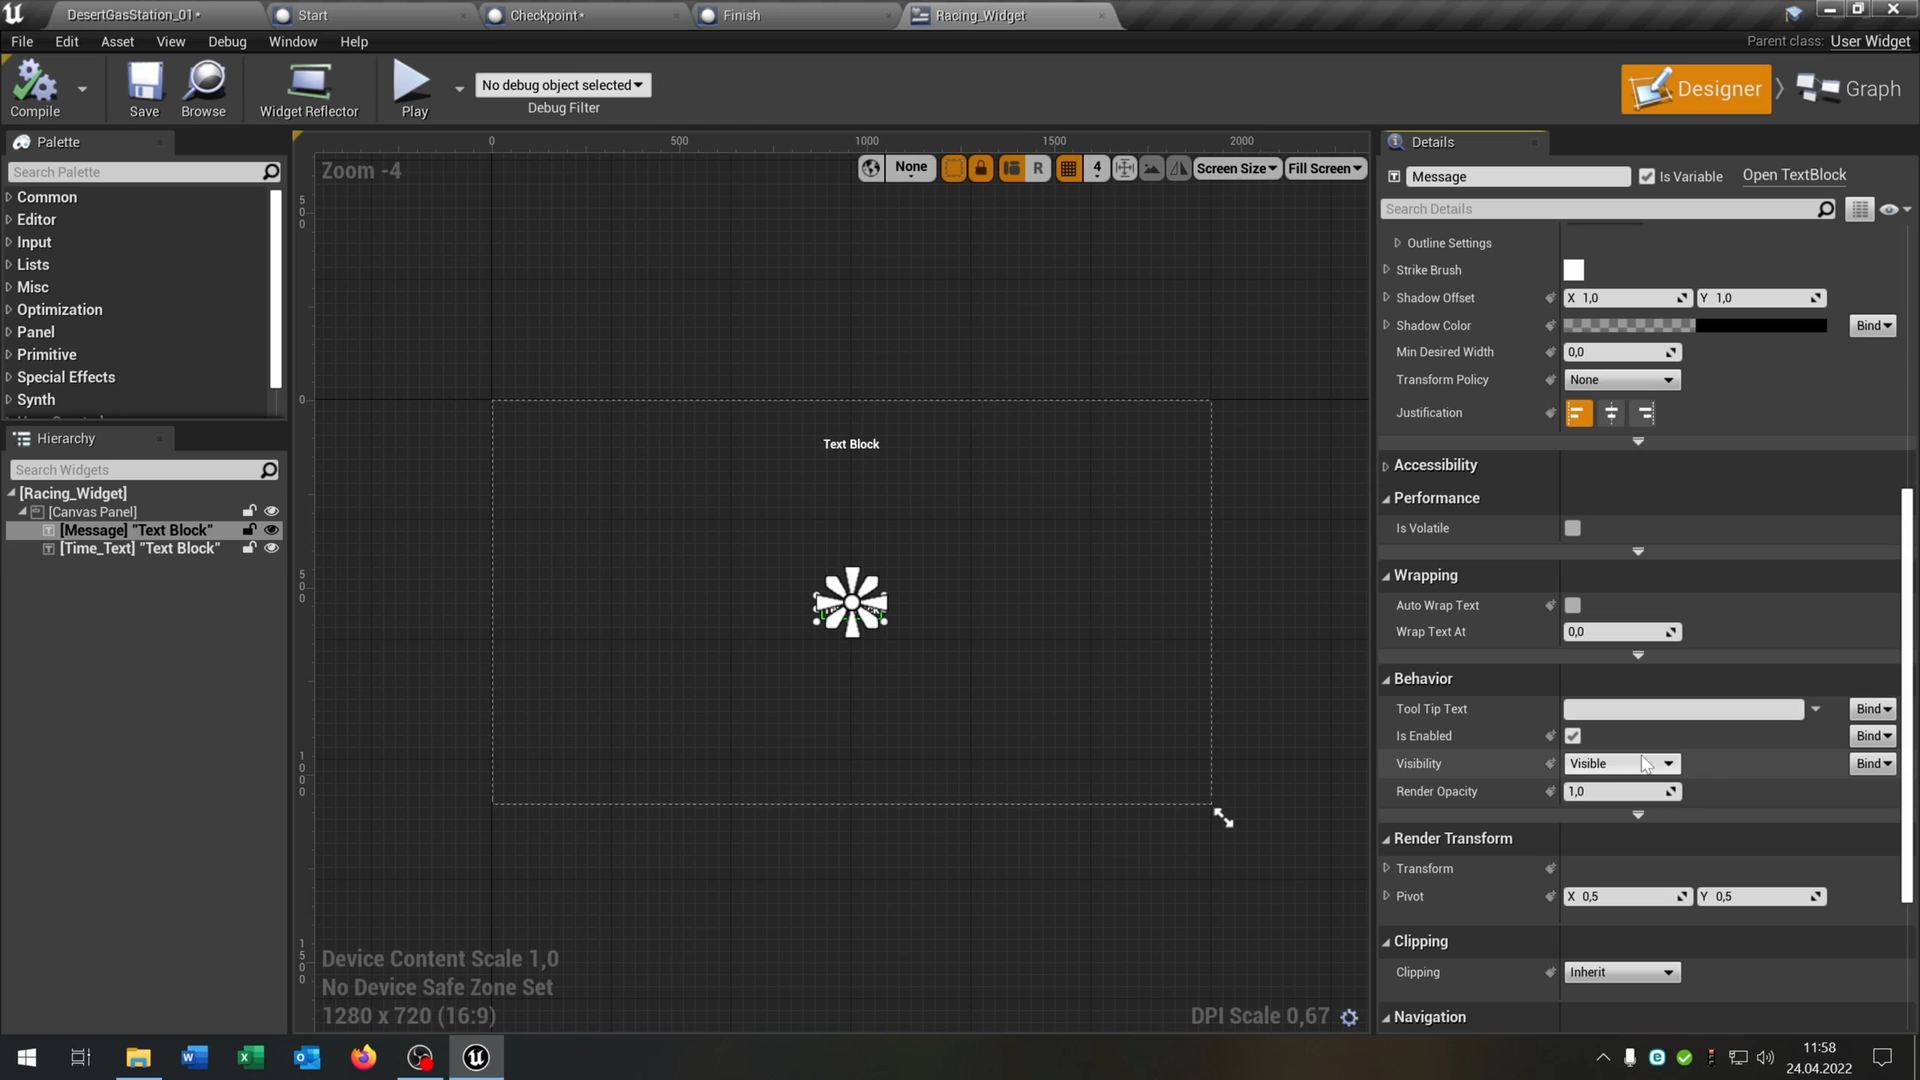 DesertGasStation_01*
Start
Checkpoint*
Finish
Racing_Widget
File Edit Asset View Debug Window Help
Parent class: User Widget
Compile
Save
Browse
Widget Reflector
Play
No debug object selected
Debug Filter
Designer
Graph
Palette
Search Palette
Common
Editor
Input
Lists
Misc
Optimization
Panel
Primitive
Special Effects
Synth
Hierarchy
Search Widgets
[Racing_Widget]
[Canvas Panel]
[Message] "Text Block"
[Time_Text] "Text Block"
0 500 1000 1500 2000
Zoom -4
None
R
4
Screen Size
Fill Screen
500
0
500
1000
1500
Text Block
Device Content Scale 1,0
No Device Safe Zone Set
1280 x 720 (16:9)
DPI Scale 0,67
Details
Message
Is Variable
Open TextBlock
Search Details
Outline Settings
Strike Brush
Shadow Offset X 1,0 Y 1,0
Shadow Color Bind
Min Desired Width 0,0
Transform Policy None
Justification
Accessibility
Performance
Is Volatile
Wrapping
Auto Wrap Text
Wrap Text At 0,0
Behavior
Tool Tip Text Bind
Is Enabled Bind
Visibility Visible Bind
Render Opacity 1,0
Render Transform
Transform
Pivot X 0,5 Y 0,5
Clipping
Clipping Inherit
Navigation
11:58
24.04.2022